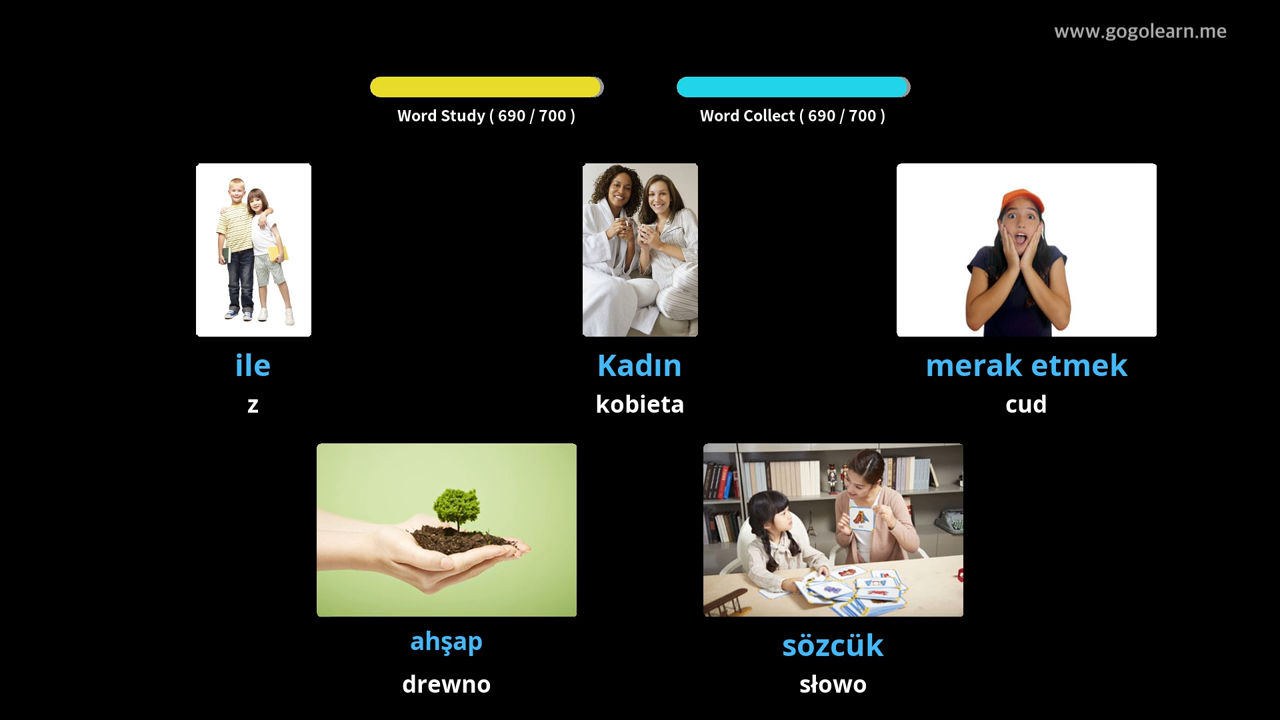 www.gogolearn.me
Word Study ( 690 / 700 )
Word Collect ( 690 / 700 )
ile
z
Kadın
kobieta
merak etmek
cud
ahşap
drewno
sözcük
słowo